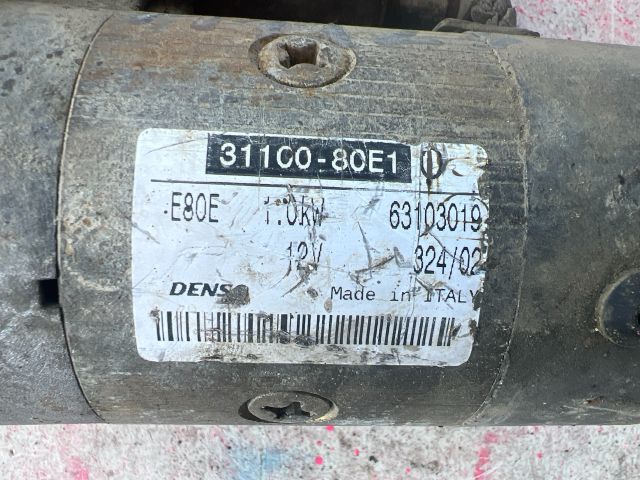 31100-80E1
E80E 1.0kW 63103019
12V 324/02
DENSO
Made in ITALY